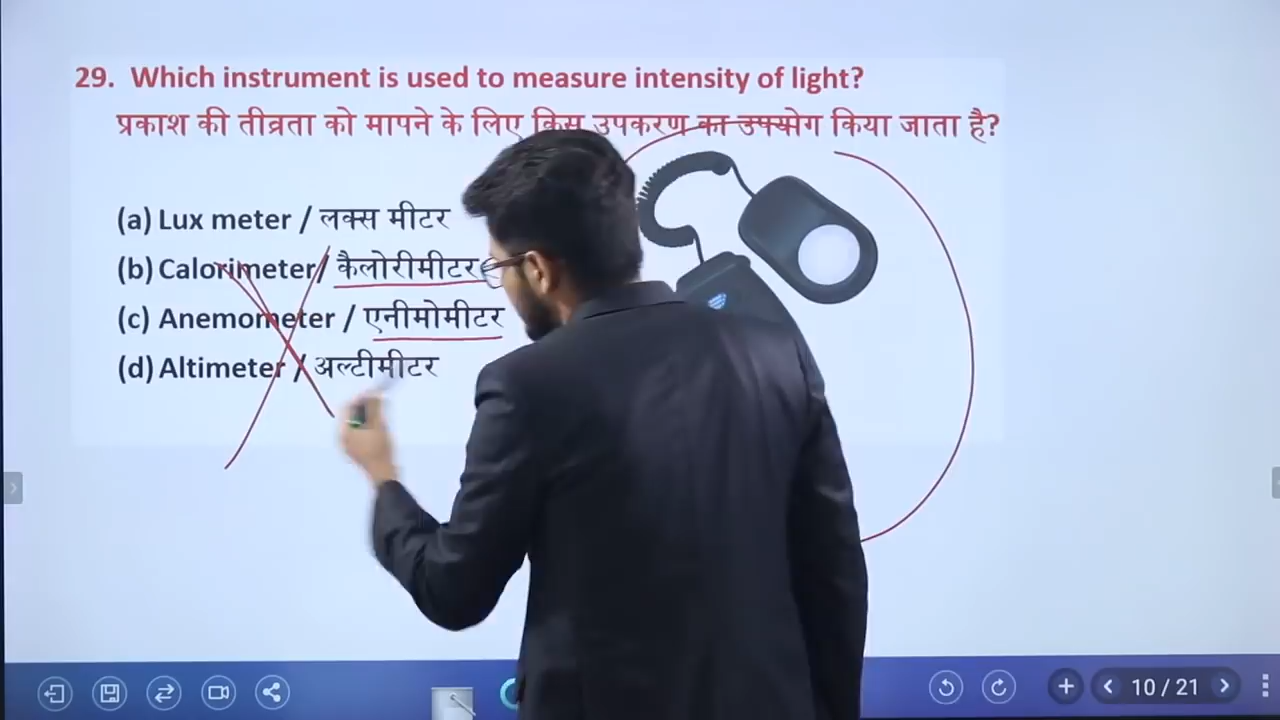 29. Which instrument is used to measure intensity of light?
प्रकाश की तीव्रता को मापने के लिए किस उपकरण का उपयोग किया जाता है?
(a) Lux meter / लक्स मीटर
(b) Calorimeter/ कैलोरीमीटर
(c) Anemometer / एनीमोमीटर
(d) Altimeter / अल्टीमीटर
10 / 21